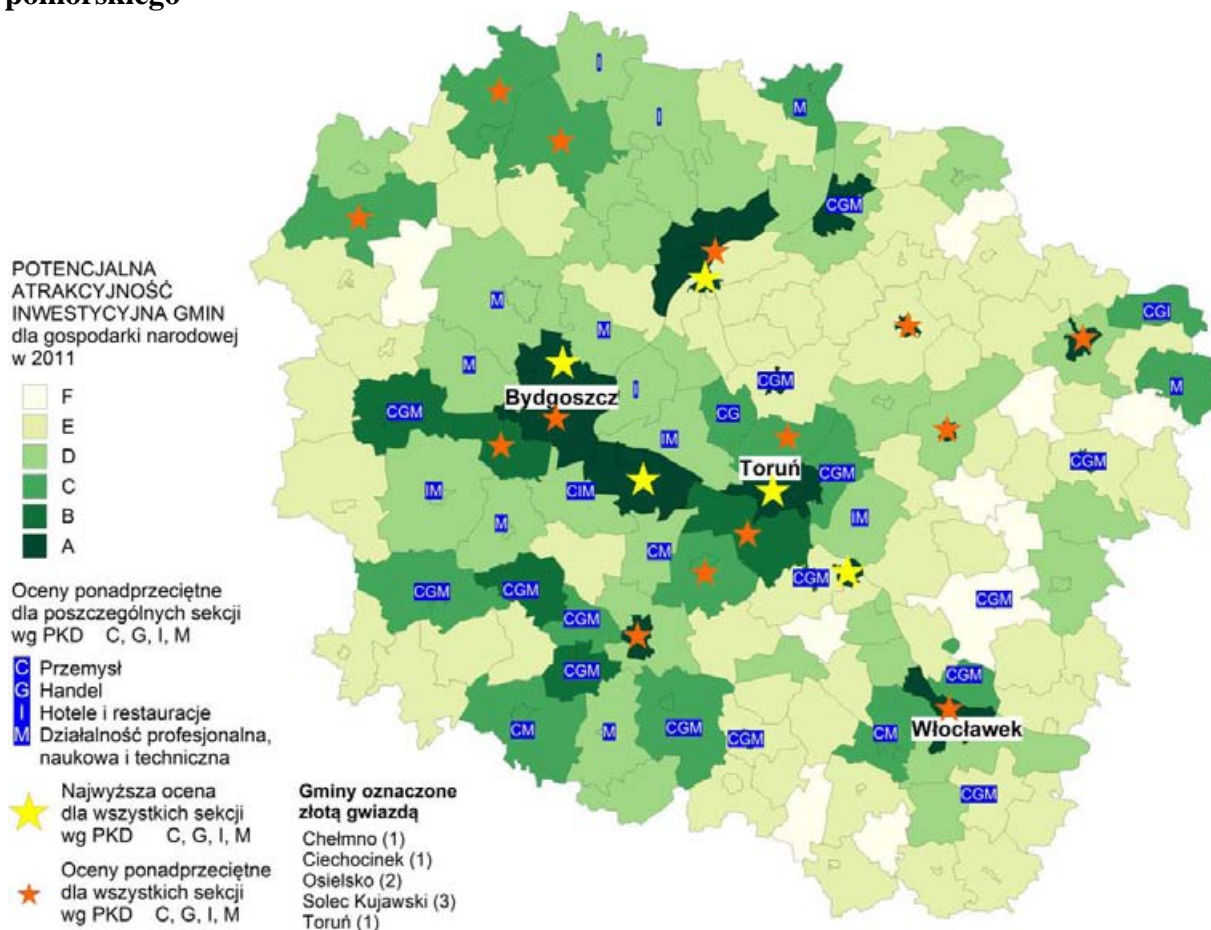 pomorskiego
I
I
M
CGM
CGI
M
M
M
M
Bydgoszcz
I
CGM
CGM
CG
IM
Toruń
CGM
CGM
IM
CIM
IM
M
CM
CGM
CGM
CGM
CGM
CGM
CGM
CGM
CM
M
CGM
CGM
CM
Włocławek
CGM
POTENCJALNA
ATRAKCYJNOŚĆ
INWESTYCYJNA GMIN
dla gospodarki narodowej
w 2011
F
E
D
C
B
A
Oceny ponadprzeciętne
dla poszczególnych sekcji
wg PKD C, G, I, M
C Przemysł
G Handel
I Hotele i restauracje
M Działalność profesjonalna,
naukowa i techniczna
Najwyższa ocena
dla wszystkich sekcji
wg PKD C, G, I, M
Oceny ponadprzeciętne
dla wszystkich sekcji
wg PKD C, G, I, M
Gminy oznaczone
złotą gwiazdą
Chełmno (1)
Ciechocinek (1)
Osielsko (2)
Solec Kujawski (3)
Toruń (1)